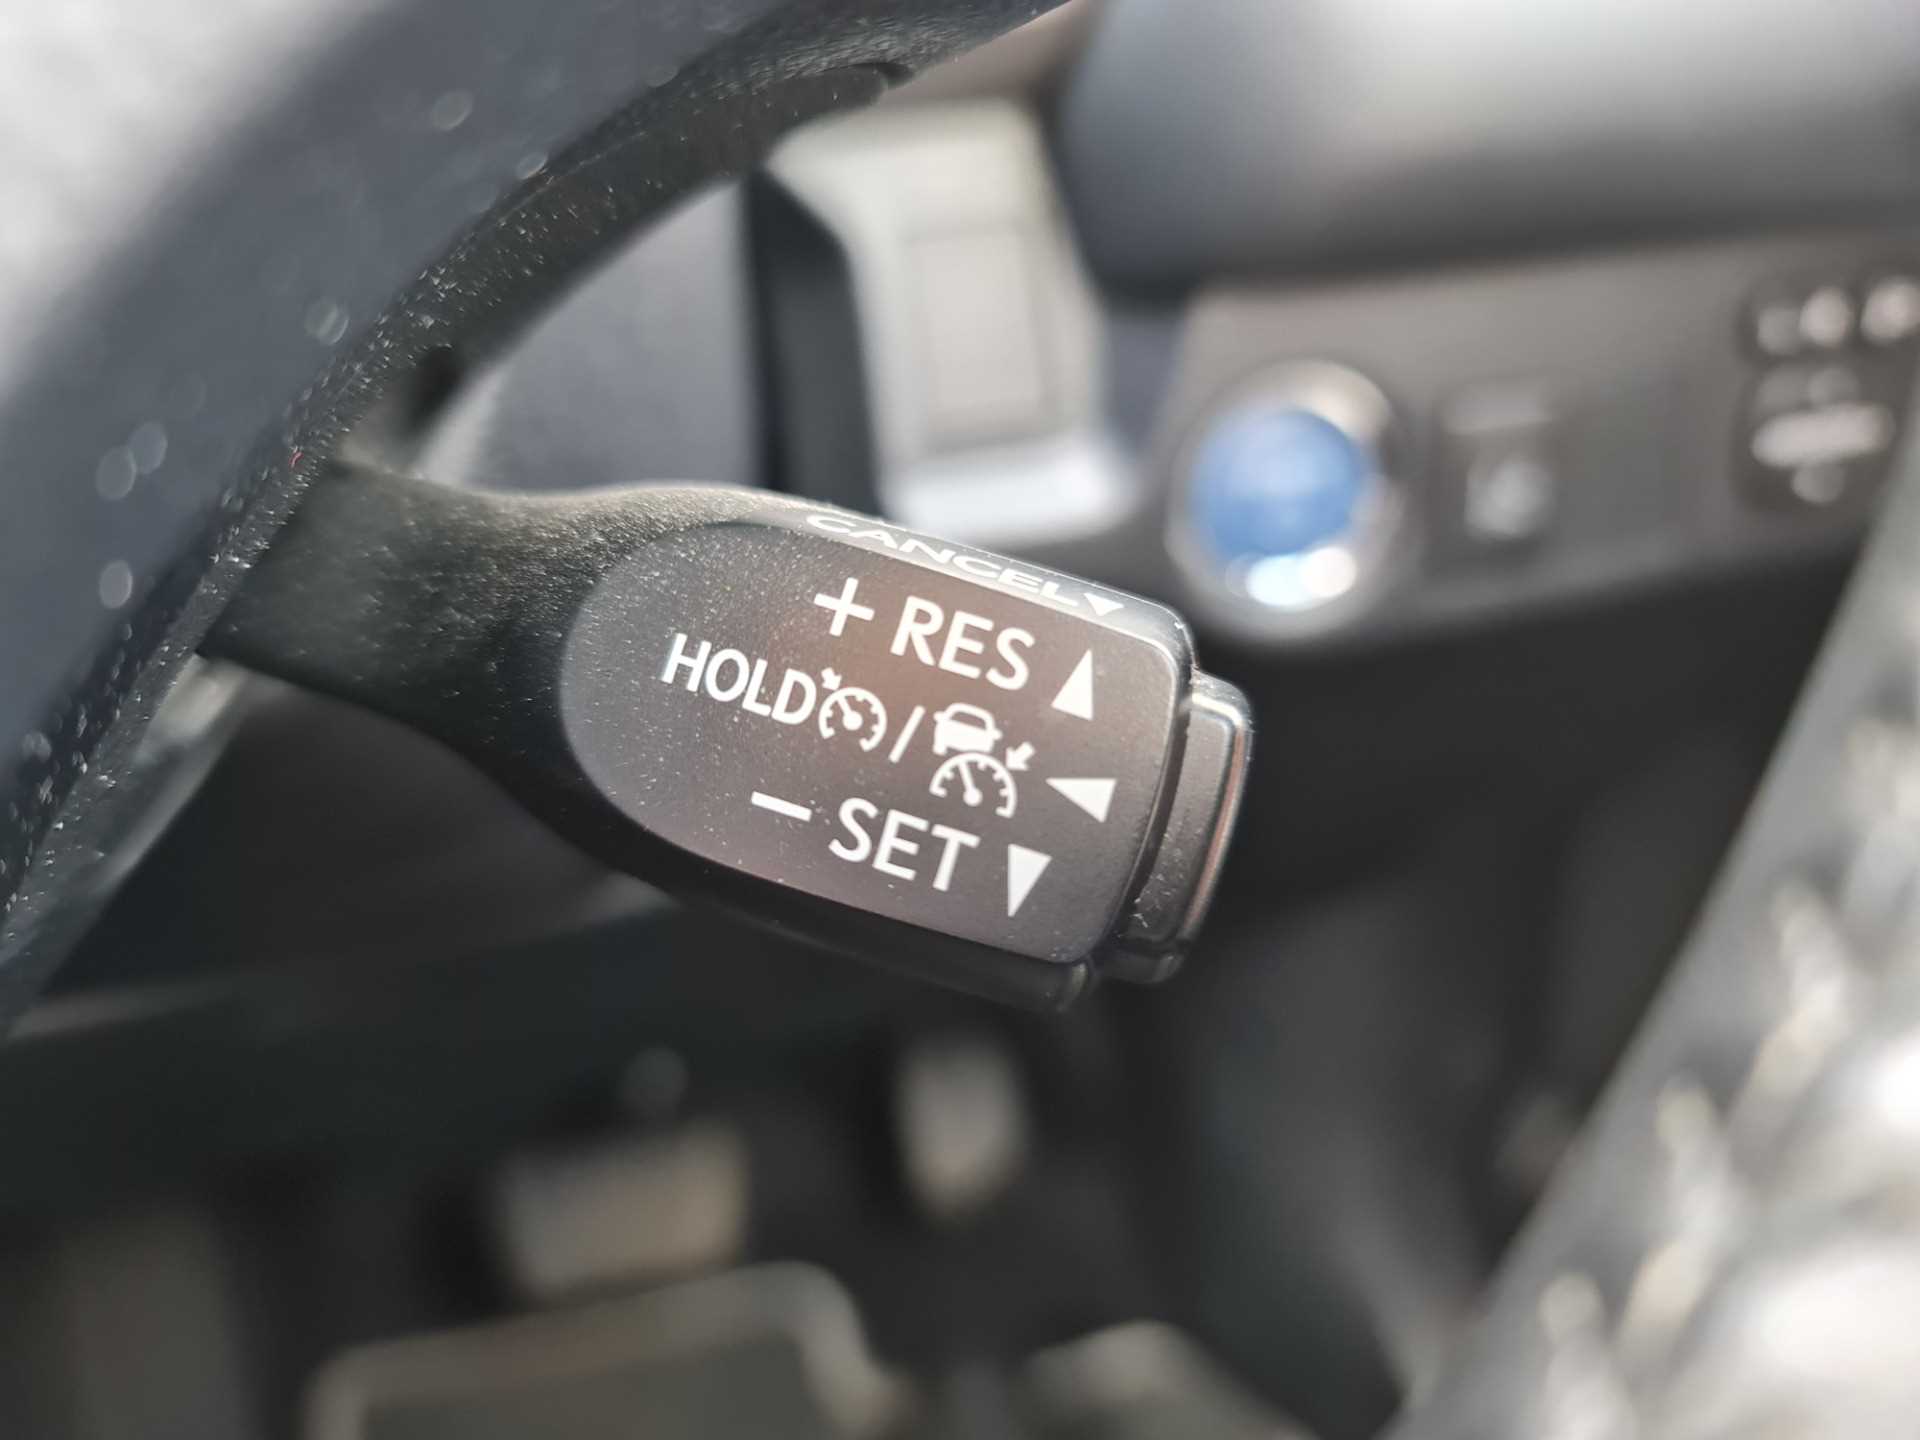 CANCEL
+ RES
HOLD /
− SET